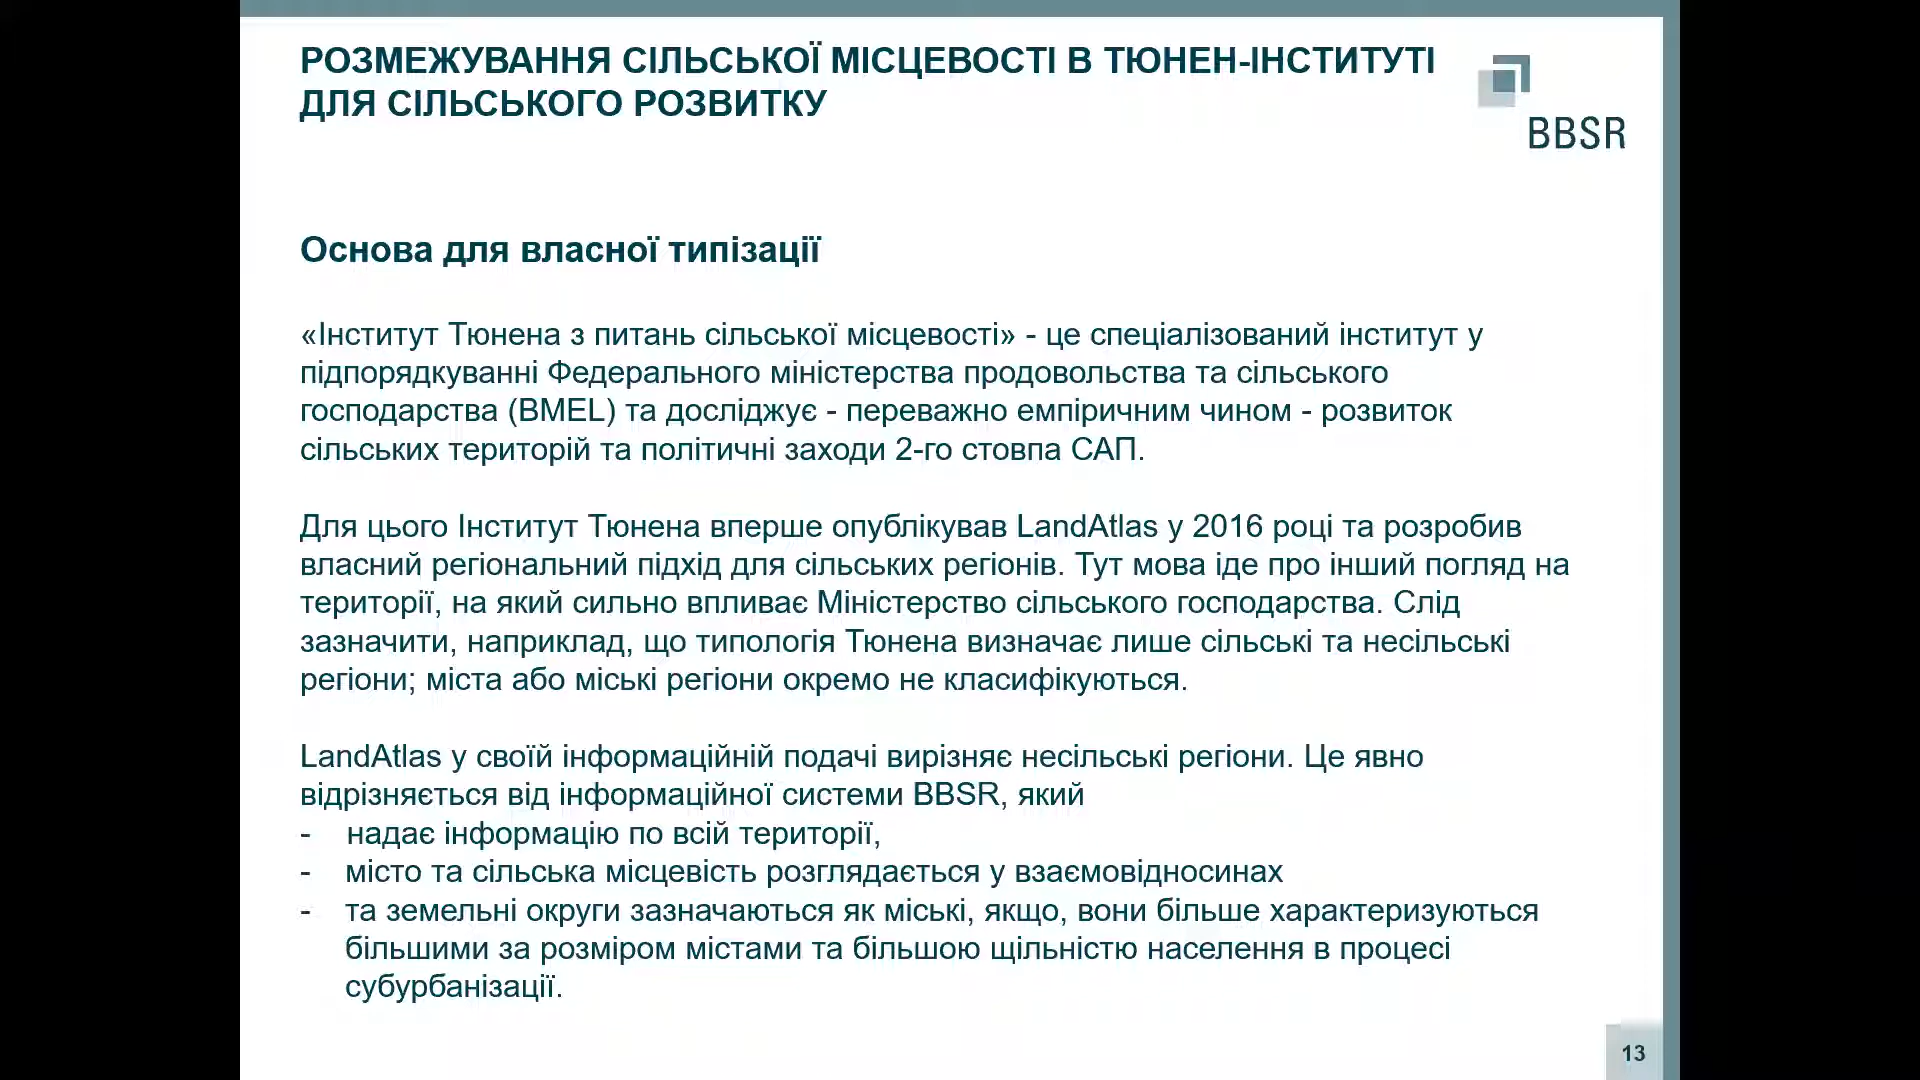 РОЗМЕЖУВАННЯ СІЛЬСЬКОЇ МІСЦЕВОСТІ В ТЮНЕН-ІНСТИТУТІ
ДЛЯ СІЛЬСЬКОГО РОЗВИТКУ
BBSR
Основа для власної типізації
«Інститут Тюнена з питань сільської місцевості» - це спеціалізований інститут у
підпорядкуванні Федерального міністерства продовольства та сільського
господарства (BMEL) та досліджує - переважно емпіричним чином - розвиток
сільських територій та політичні заходи 2-го стовпа САП.
Для цього Інститут Тюнена вперше опублікував LandAtlas у 2016 році та розробив
власний регіональний підхід для сільських регіонів. Тут мова іде про інший погляд на
території, на який сильно впливає Міністерство сільського господарства. Слід
зазначити, наприклад, що типологія Тюнена визначає лише сільські та несільські
регіони; міста або міські регіони окремо не класифікуються.
LandAtlas у своїй інформаційній подачі вирізняє несільські регіони. Це явно
відрізняється від інформаційної системи BBSR, який
- надає інформацію по всій території,
- місто та сільська місцевість розглядається у взаємовідносинах
- та земельні округи зазначаються як міські, якщо, вони більше характеризуються
більшими за розміром містами та більшою щільністю населення в процесі
субурбанізації.
13